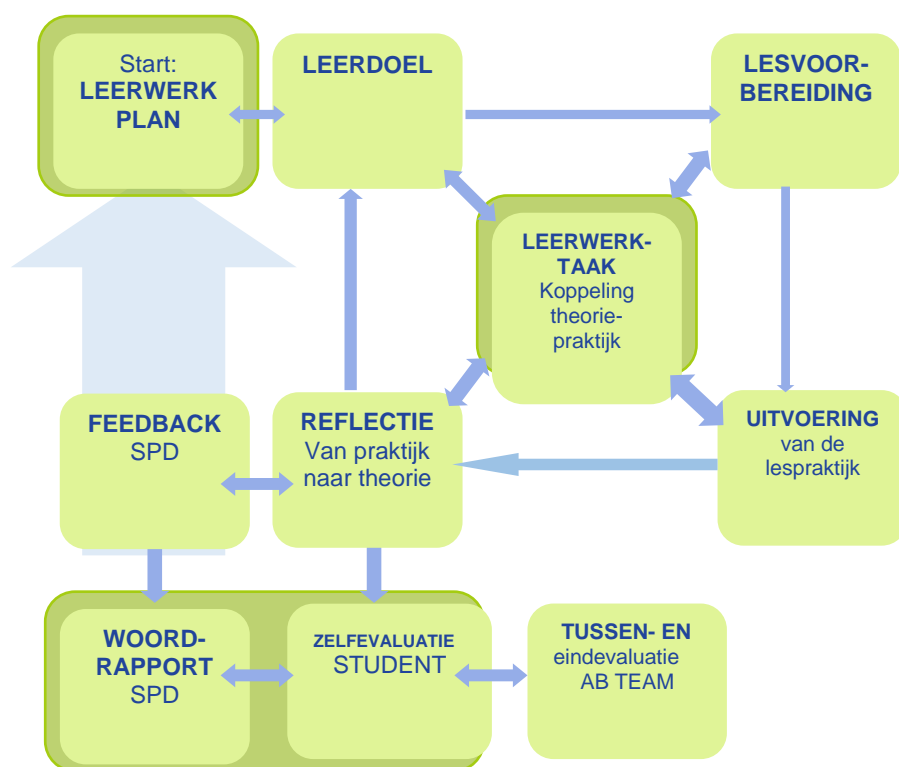 Start:
LEERWERK
PLAN
LEERDOEL
LESVOOR-
BEREIDING
LEERWERK-
TAAK
Koppeling
theorie-
praktijk
FEEDBACK
SPD
REFLECTIE
Van praktijk
naar theorie
UITVOERING
van de
lespraktijk
WOORD-
RAPPORT
SPD
ZELFEVALUATIE
STUDENT
TUSSEN- EN
eindevaluatie
AB TEAM